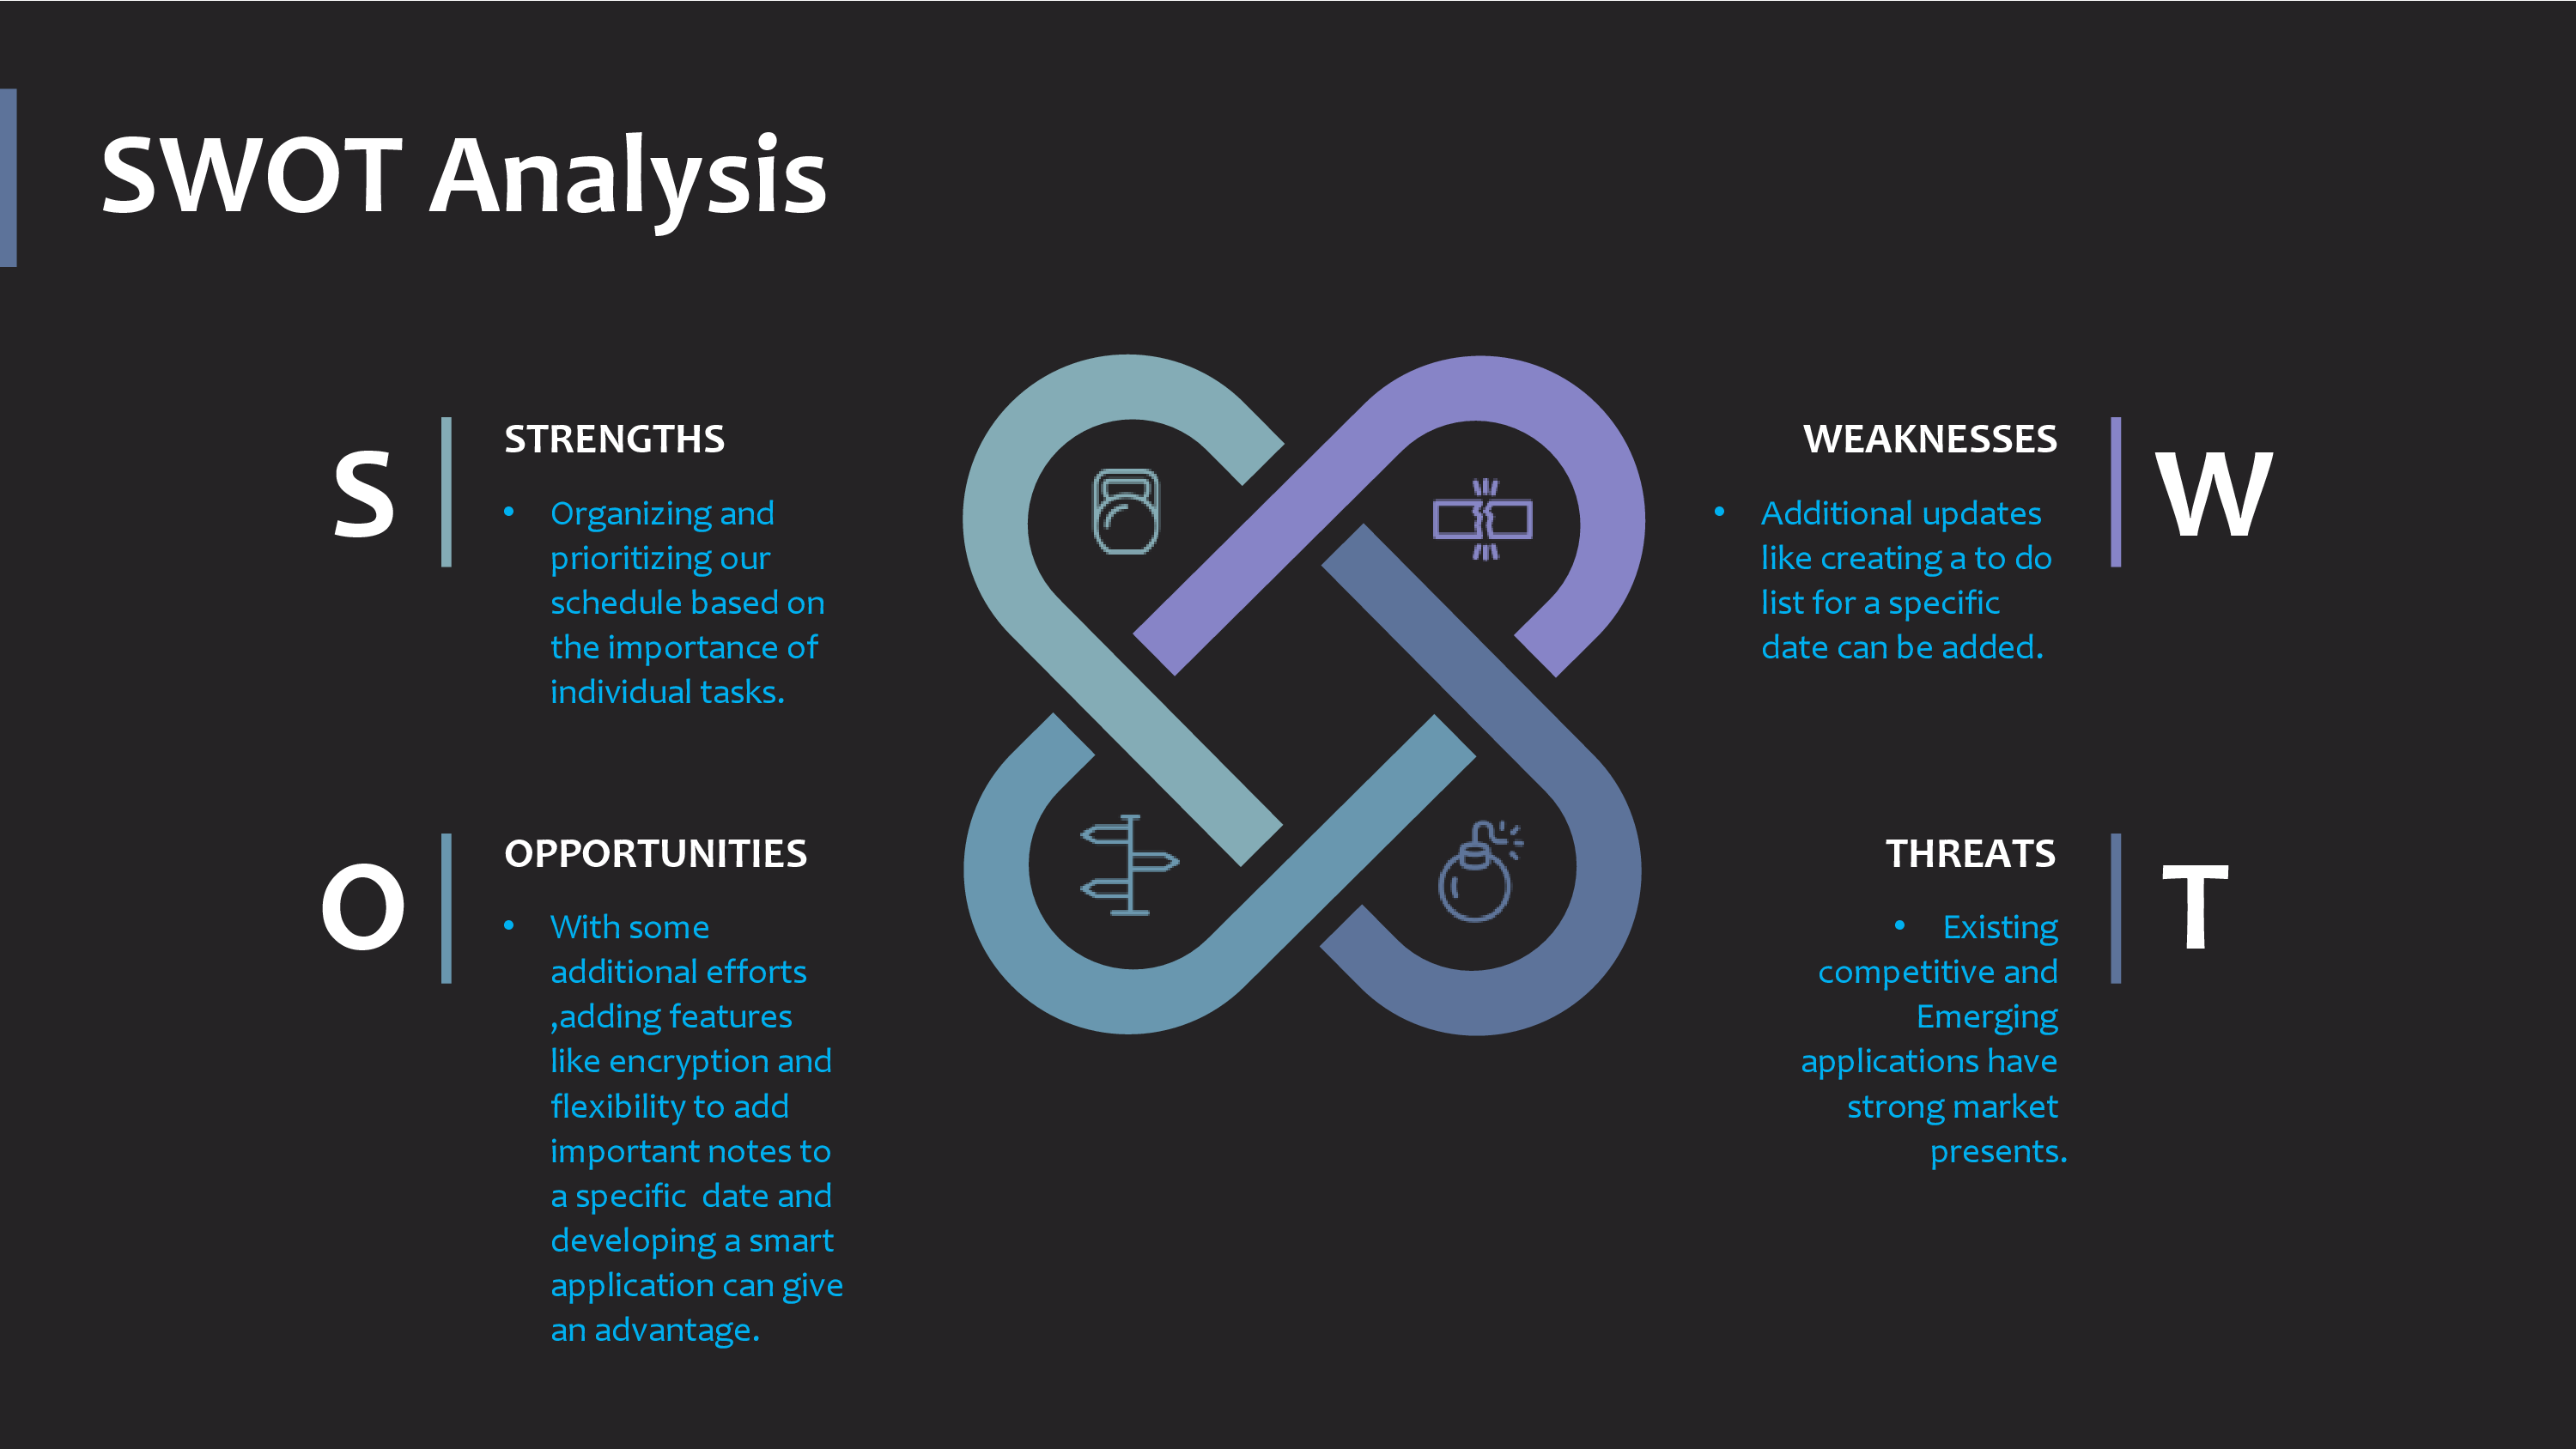 SWOT Analysis
S
STRENGTHS
• Organizing and
prioritizing our
schedule based on
the importance of
individual tasks.
WEAKNESSES
W
• Additional updates
like creating a to do
list for a specific
date can be added.
O
OPPORTUNITIES
• With some
additional efforts
,adding features
like encryption and
flexibility to add
important notes to
a specific  date and
developing a smart
application can give
an advantage.
THREATS
T
• Existing
competitive and
Emerging
applications have
strong market
presents.